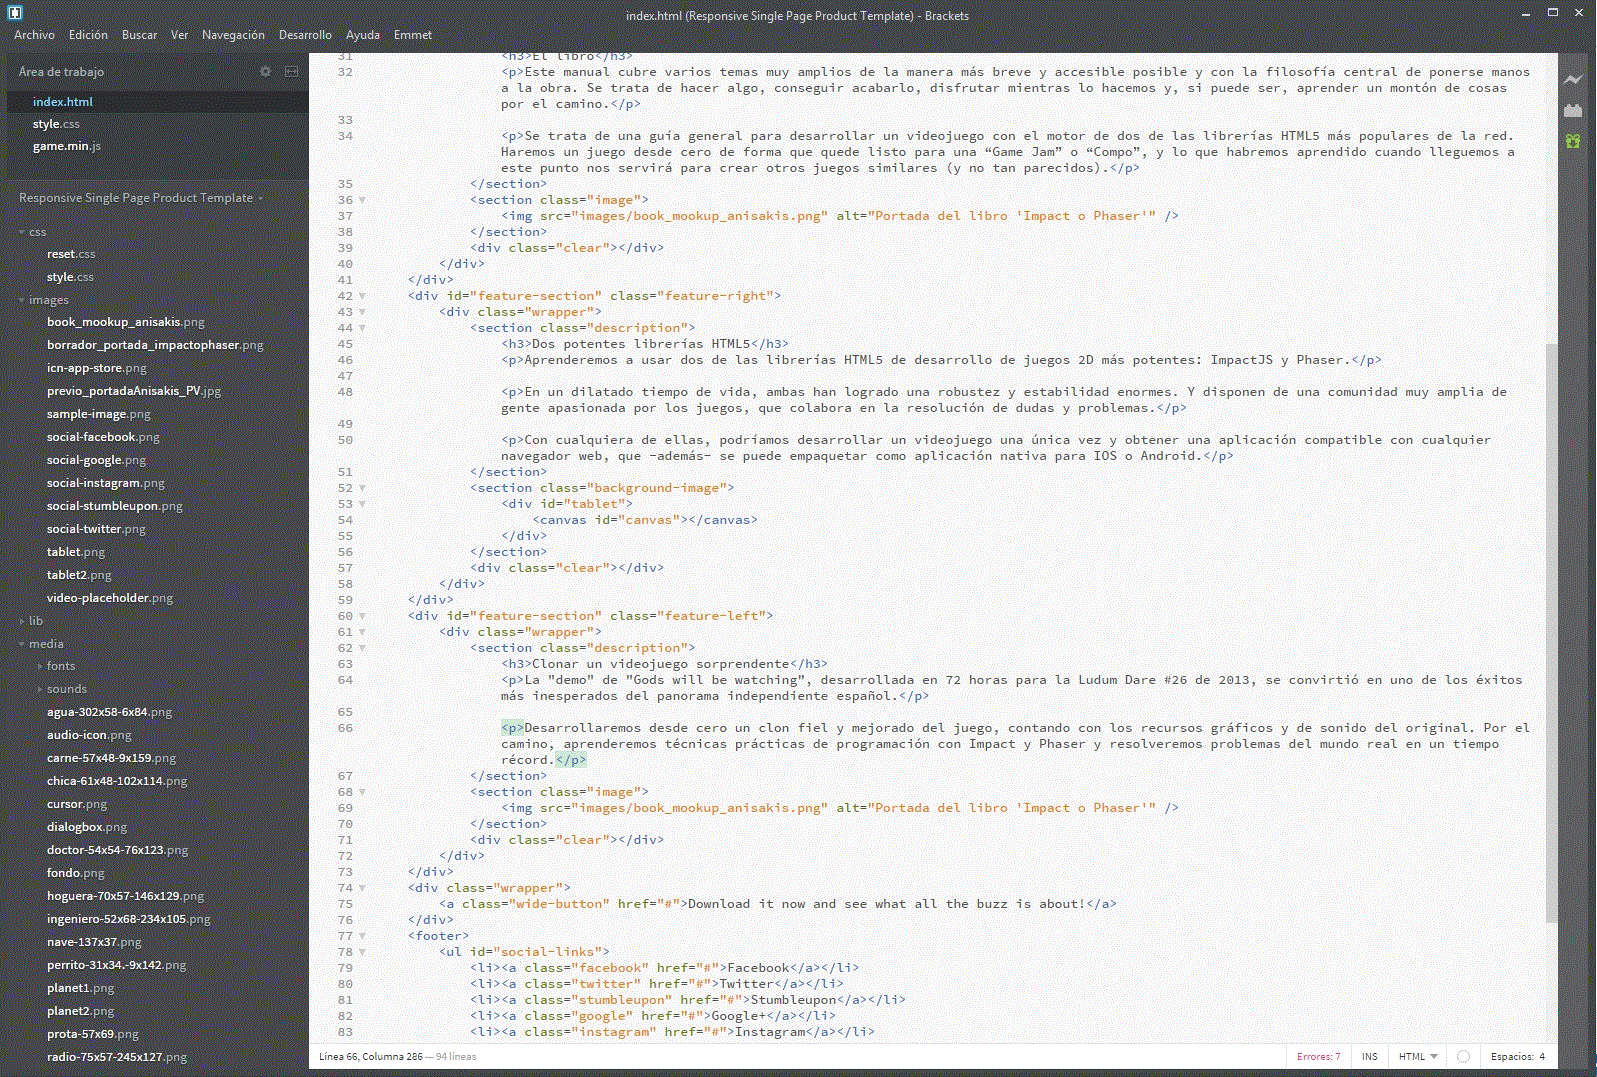 index.html (Responsive Single Page Product Template) - Brackets
Archivo Edición Buscar Ver Navegación Desarrollo Ayuda Emmet
Área de trabajo
index.html
style.css
game.min.js
Responsive Single Page Product Template
css
reset.css
style.css
images
book_mookup_anisakis.png
borrador_portada_impactophaser.png
icn-app-store.png
previo_portadaAnisakis_PV.jpg
sample-image.png
social-facebook.png
social-google.png
social-instagram.png
social-stumbleupon.png
social-twitter.png
tablet.png
tablet2.png
video-placeholder.png
lib
media
fonts
sounds
agua-302x58-6x84.png
audio-icon.png
carne-57x48-9x159.png
chica-61x48-102x114.png
cursor.png
dialogbox.png
doctor-54x54-76x123.png
fondo.png
hoguera-70x57-146x129.png
ingeniero-52x68-234x105.png
nave-137x37.png
perrito-31x34.-9x142.png
planet1.png
planet2.png
prota-57x69.png
radio-75x57-245x127.png
31 <h3>El libro</h3>
32 <p>Este manual cubre varios temas muy amplios de la manera más breve y accesible posible y con la filosofía central de ponerse manos
a la obra. Se trata de hacer algo, conseguir acabarlo, disfrutar mientras lo hacemos y, si puede ser, aprender un montón de cosas
por el camino.</p>
33
34 <p>Se trata de una guía general para desarrollar un videojuego con el motor de dos de las librerías HTML5 más populares de la red.
Haremos un juego desde cero de forma que quede listo para una “Game Jam” o “Compo”, y lo que habremos aprendido cuando lleguemos a
este punto nos servirá para crear otros juegos similares (y no tan parecidos).</p>
35 </section>
36 <section class="image">
37 <img src="images/book_mookup_anisakis.png" alt="Portada del libro 'Impact o Phaser'" />
38 </section>
39 <div class="clear"></div>
40 </div>
41 </div>
42 <div id="feature-section" class="feature-right">
43 <div class="wrapper">
44 <section class="description">
45 <h3>Dos potentes librerías HTML5</h3>
46 <p>Aprenderemos a usar dos de las librerías HTML5 de desarrollo de juegos 2D más potentes: ImpactJS y Phaser.</p>
47
48 <p>En un dilatado tiempo de vida, ambas han logrado una robustez y estabilidad enormes. Y disponen de una comunidad muy amplia de
gente apasionada por los juegos, que colabora en la resolución de dudas y problemas.</p>
49
50 <p>Con cualquiera de ellas, podríamos desarrollar un videojuego una única vez y obtener una aplicación compatible con cualquier
navegador web, que -además- se puede empaquetar como aplicación nativa para IOS o Android.</p>
51 </section>
52 <section class="background-image">
53 <div id="tablet">
54 <canvas id="canvas"></canvas>
55 </div>
56 </section>
57 <div class="clear"></div>
58 </div>
59 </div>
60 <div id="feature-section" class="feature-left">
61 <div class="wrapper">
62 <section class="description">
63 <h3>Clonar un videojuego sorprendente</h3>
64 <p>La "demo" de "Gods will be watching", desarrollada en 72 horas para la Ludum Dare #26 de 2013, se convirtió en uno de los éxitos
más inesperados del panorama independiente español.</p>
65
66 <p>Desarrollaremos desde cero un clon fiel y mejorado del juego, contando con los recursos gráficos y de sonido del original. Por el
camino, aprenderemos técnicas prácticas de programación con Impact y Phaser y resolveremos problemas del mundo real en un tiempo
récord.</p>
67 </section>
68 <section class="image">
69 <img src="images/book_mookup_anisakis.png" alt="Portada del libro 'Impact o Phaser'" />
70 </section>
71 <div class="clear"></div>
72 </div>
73 </div>
74 <div class="wrapper">
75 <a class="wide-button" href="#">Download it now and see what all the buzz is about!</a>
76 </div>
77 <footer>
78 <ul id="social-links">
79 <li><a class="facebook" href="#">Facebook</a></li>
80 <li><a class="twitter" href="#">Twitter</a></li>
81 <li><a class="stumbleupon" href="#">Stumbleupon</a></li>
82 <li><a class="google" href="#">Google+</a></li>
83 <li><a class="instagram" href="#">Instagram</a></li>
Línea 66, Columna 286 — 94 líneas Errores: 7 INS HTML Espacios: 4